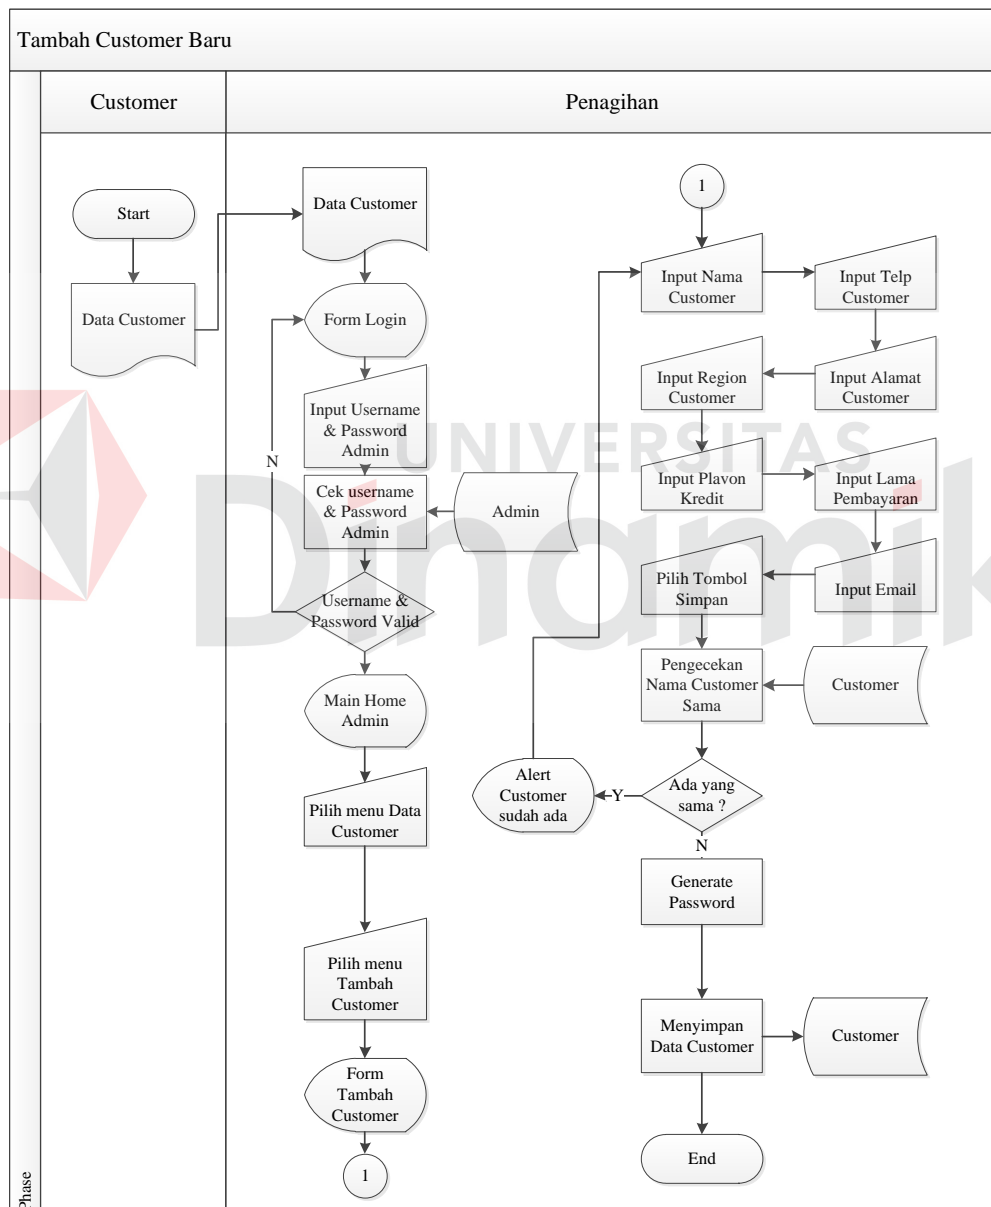 Tambah Customer Baru
Customer
Penagihan
Phase
Start
Data Customer
Data Customer
Form Login
Input Username
& Password
Admin
N
Cek username
& Password
Admin
Admin
Username &
Password Valid
Main Home
Admin
Pilih menu Data
Customer
Pilih menu
Tambah
Customer
Form
Tambah
Customer
1
1
Input Nama
Customer
Input Telp
Customer
Input Alamat
Customer
Input Region
Customer
Input Plavon
Kredit
Input Lama
Pembayaran
Input Email
Pilih Tombol
Simpan
Pengecekan
Nama Customer
Sama
Customer
Ada yang
sama ?
Y
Alert
Customer
sudah ada
N
Generate
Password
Menyimpan
Data Customer
Customer
End
UNIVERSITAS
Dinamik